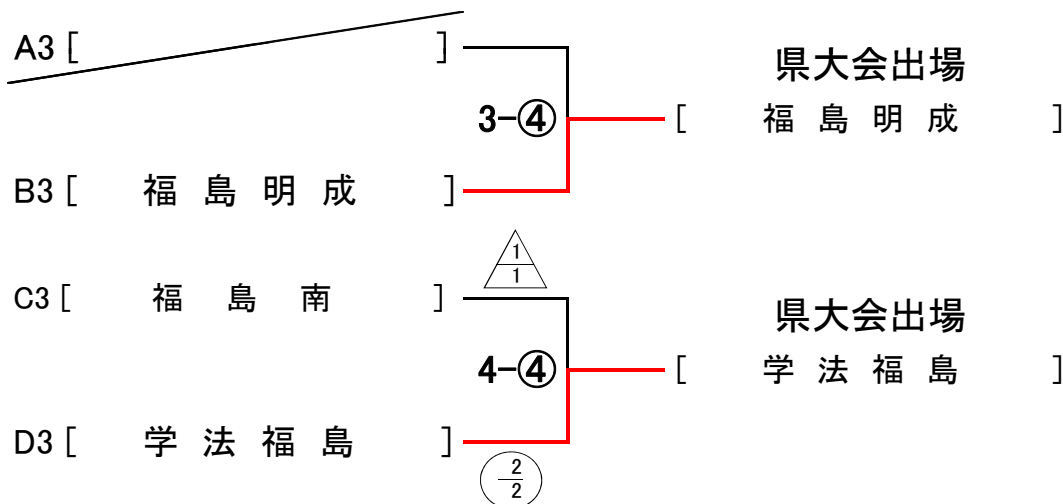 A3 [ ]
県大会出場
3-④
[ 福島明成 ]
B3 [ 福島明成 ]
1
1
C3 [ 福島南 ]
県大会出場
4-④
[ 学法福島 ]
D3 [ 学法福島 ]
2
2